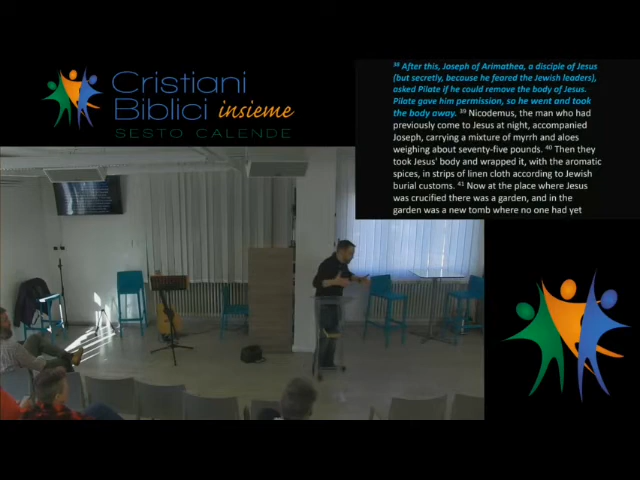 Cristiani
Biblici insieme
SESTO CALENDE
38 After this, Joseph of Arimathea, a disciple of Jesus
(but secretly, because he feared the Jewish leaders),
asked Pilate if he could remove the body of Jesus.
Pilate gave him permission, so he went and took
the body away. 39 Nicodemus, the man who had
previously come to Jesus at night, accompanied
Joseph, carrying a mixture of myrrh and aloes
weighing about seventy-five pounds. 40 Then they
took Jesus' body and wrapped it, with the aromatic
spices, in strips of linen cloth according to Jewish
burial customs. 41 Now at the place where Jesus
was crucified there was a garden, and in the
garden was a new tomb where no one had yet